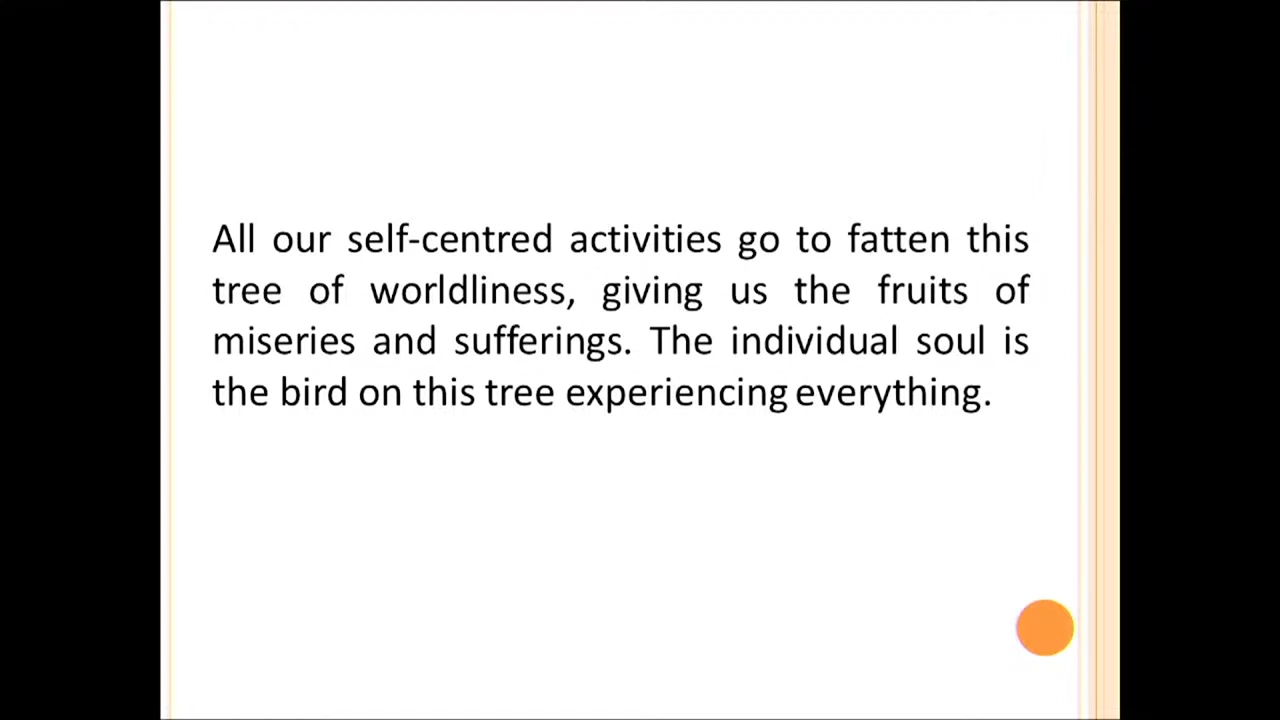 All our self-centred activities go to fatten this
tree of worldliness, giving us the fruits of
miseries and sufferings. The individual soul is
the bird on this tree experiencing everything.